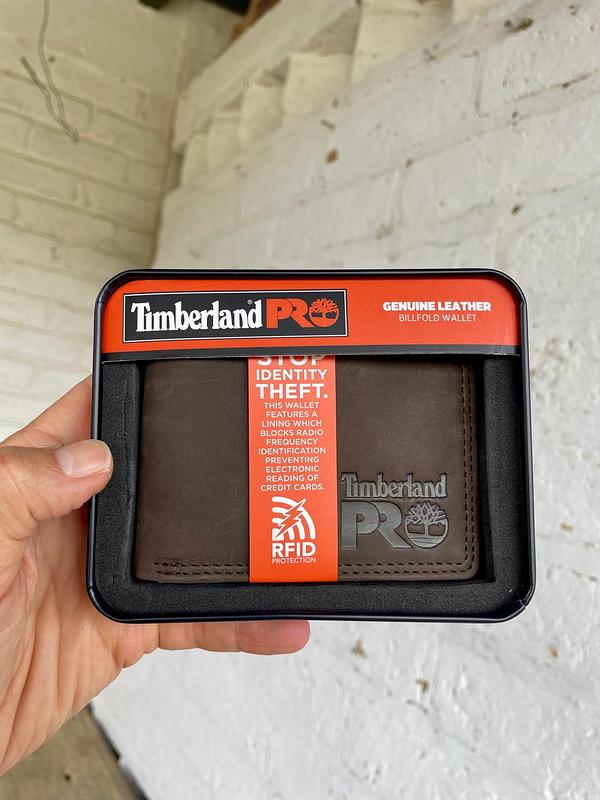 Timberland® PRO
GENUINE LEATHER
BILLFOLD WALLET
STOP
IDENTITY
THEFT.
THIS WALLET
FEATURES A
LINING WHICH
BLOCKS RADIO
FREQUENCY
IDENTIFICATION
PREVENTING
ELECTRONIC
READING OF
CREDIT CARDS.
RFID
PROTECTION
Timberland
PRO